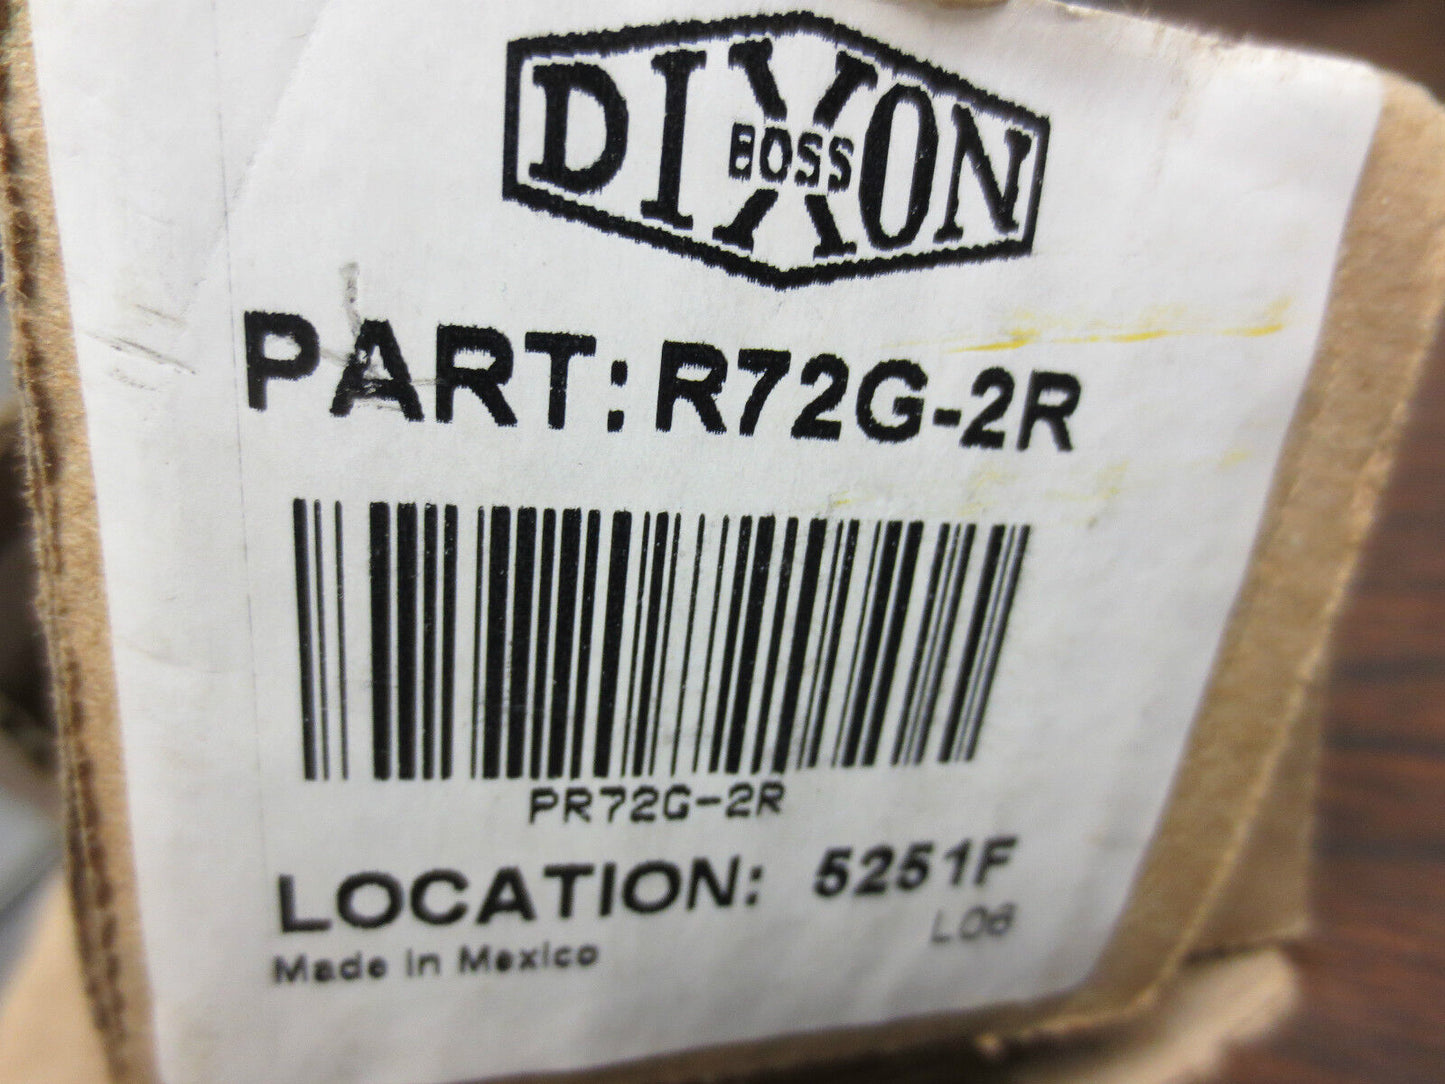 DIXON
BOSS
PART: R72G-2R
PR72G-2R
LOCATION: 5251F
L06
Made in Mexico